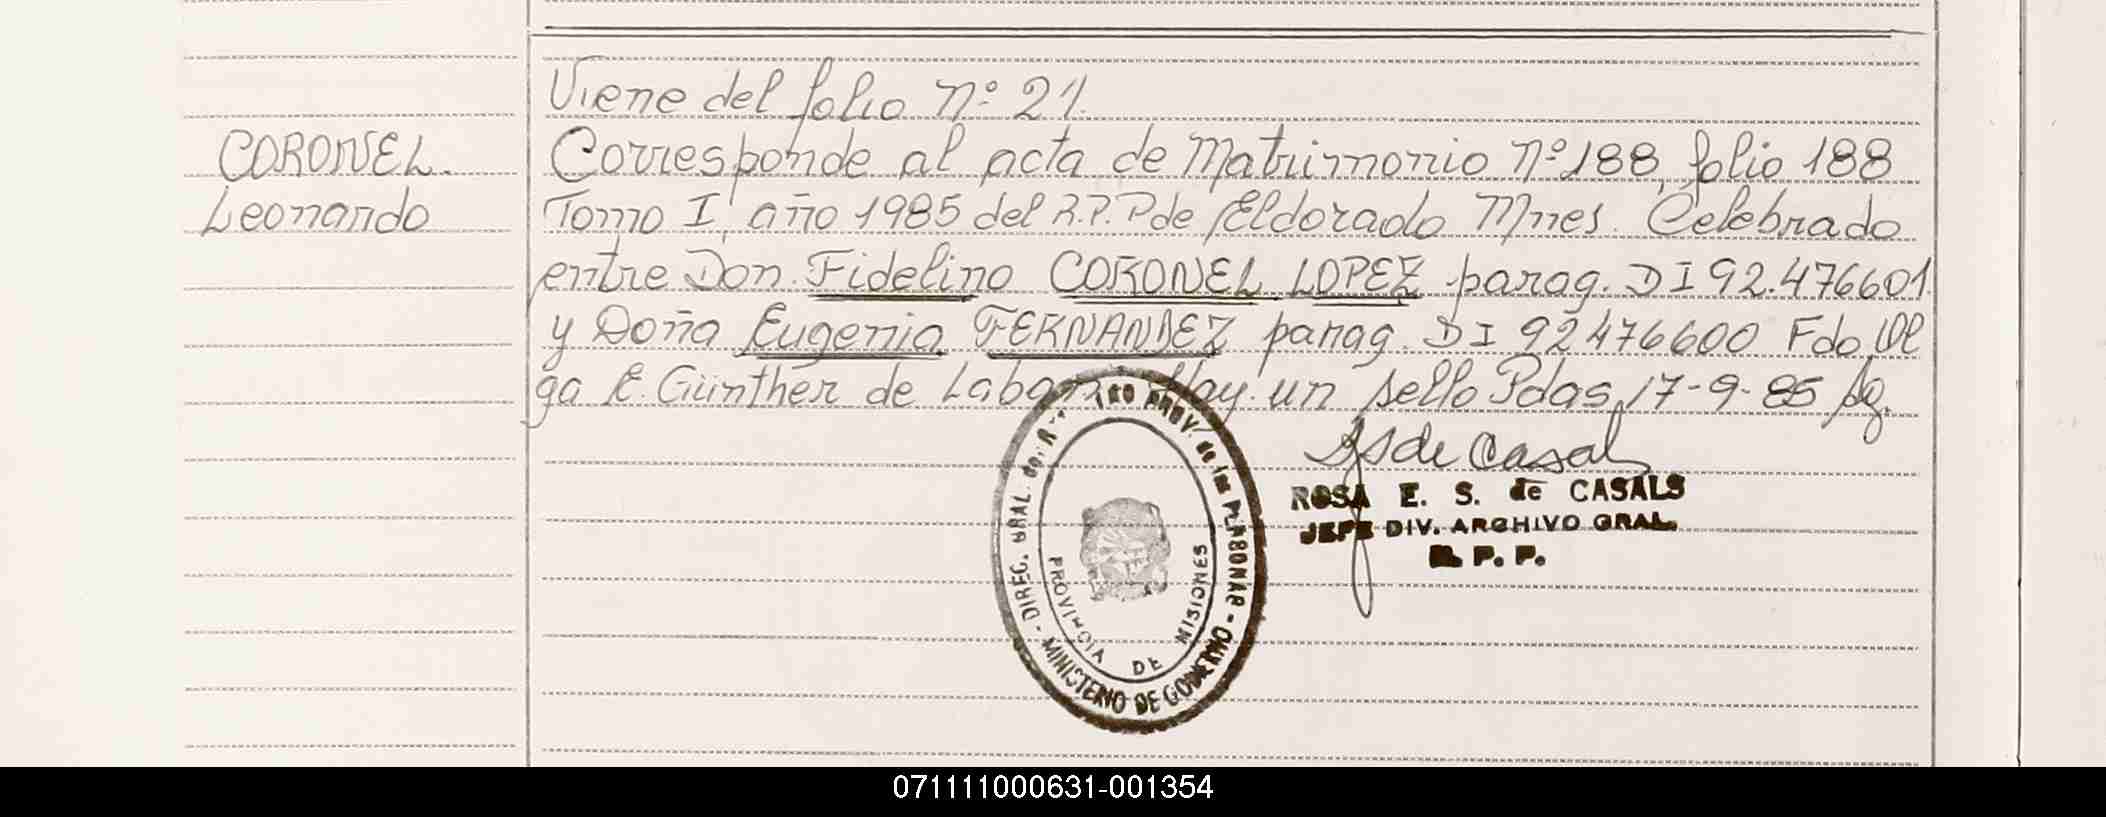 Viene del folio Nº 21.
CORONEL.
Leonardo
Corresponde al acta de Matrimonio Nº 188, folio 188
Tomo I, año 1985 del R.P.P de Eldorado Mnes. Celebrado
entre Don. Fidelino CORONEL LOPEZ parag. DI 92.476601
y Doña Eugenia FERNANDEZ parag. DI 92476600 Fdo Ol
ga E. Günther de Hay un sello Pdas, 17-9-85
S de Casals
ROSA E. S. de CASALS
JEFE DIV. ARCHIVO GRAL.
R. P. P.
DIREC. GRAL. del PROV. de las PERSONAS - MINISTERIO DE GOBIERNO -
PROVINCIA DE MISIONES
071111000631-001354